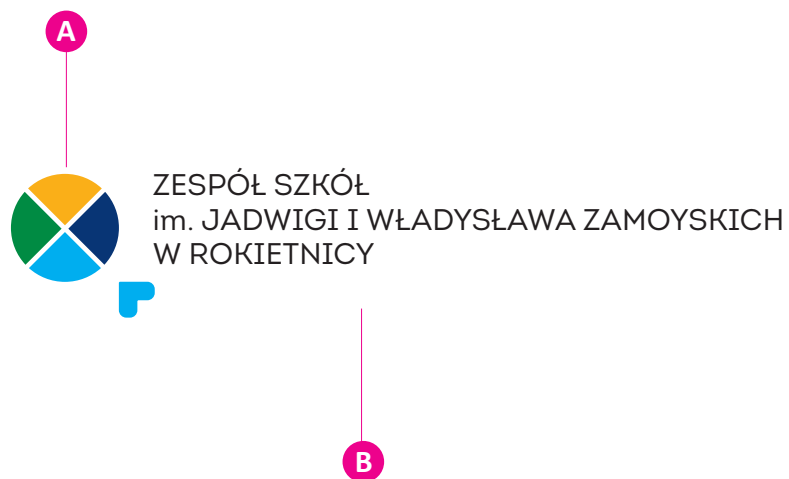 A
ZESPÓŁ SZKÓŁ
im. JADWIGI I WŁADYSŁAWA ZAMOYSKICH
W ROKIETNICY
B